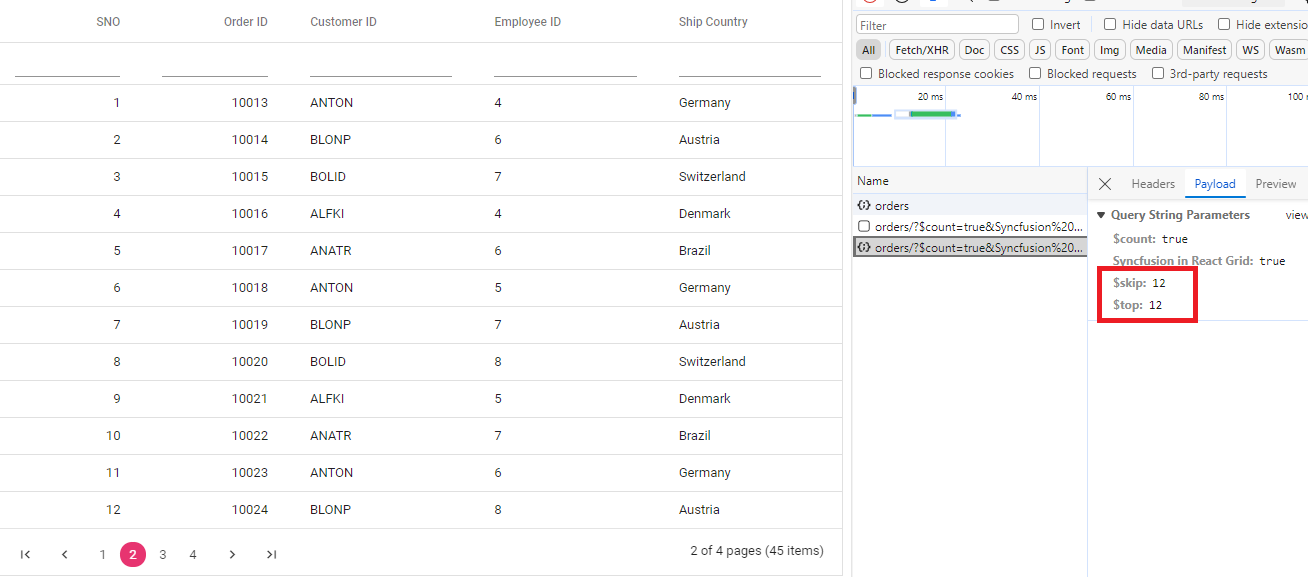 SNO Order ID Customer ID Employee ID Ship Country
1 10013 ANTON 4 Germany
2 10014 BLONP 6 Austria
3 10015 BOLID 7 Switzerland
4 10016 ALFKI 4 Denmark
5 10017 ANATR 6 Brazil
6 10018 ANTON 5 Germany
7 10019 BLONP 7 Austria
8 10020 BOLID 8 Switzerland
9 10021 ALFKI 5 Denmark
10 10022 ANATR 7 Brazil
11 10023 ANTON 6 Germany
12 10024 BLONP 8 Austria
1 2 3 4 2 of 4 pages (45 items)
Filter Invert Hide data URLs Hide extensio
All Fetch/XHR Doc CSS JS Font Img Media Manifest WS Wasm
Blocked response cookies Blocked requests 3rd-party requests
20 ms 40 ms 60 ms 80 ms 100
Name
orders
orders/?$count=true&Syncfusion%20...
orders/?$count=true&Syncfusion%20...
Headers Payload Preview
Query String Parameters view
$count: true
Syncfusion in React Grid: true
$skip: 12
$top: 12